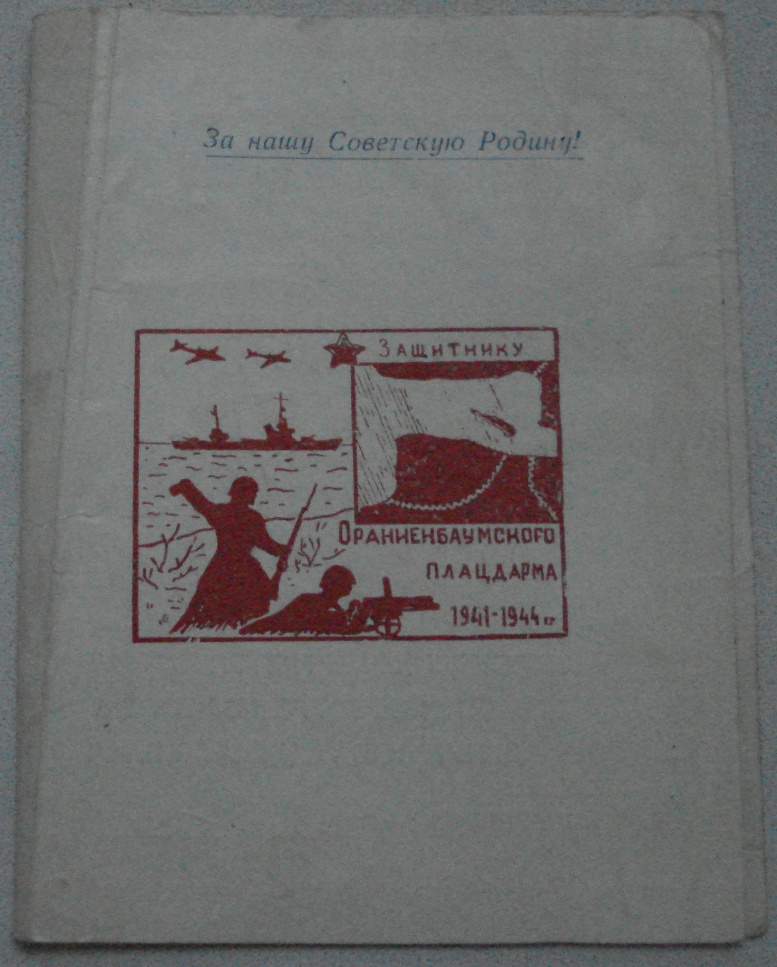 За нашу Советскую Родину!
Защитнику
Ораниенбаумского
плацдарма
1941-1944 гг